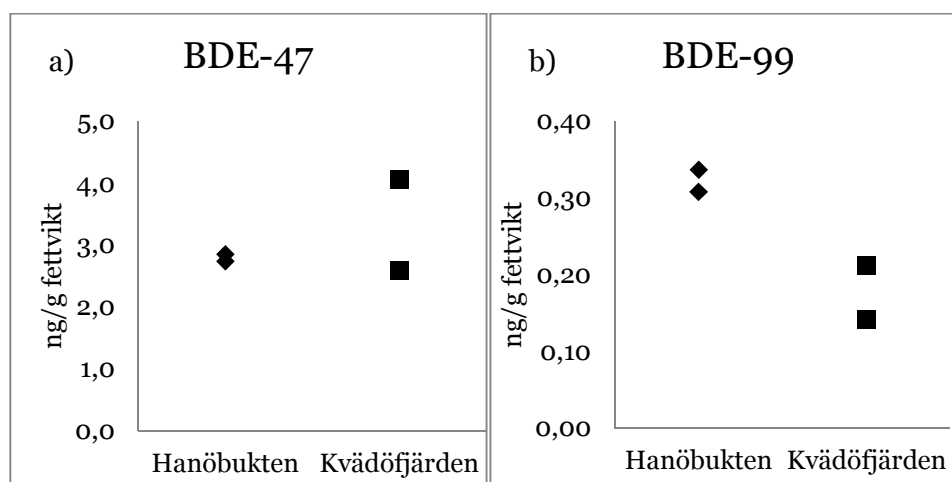 a) BDE-47
5,0
4,0
3,0
2,0
1,0
0,0
ng/g fettvikt
Hanöbukten Kvädöfjärden
b) BDE-99
0,40
0,30
0,20
0,10
0,00
ng/g fettvikt
Hanöbukten Kvädöfjärden